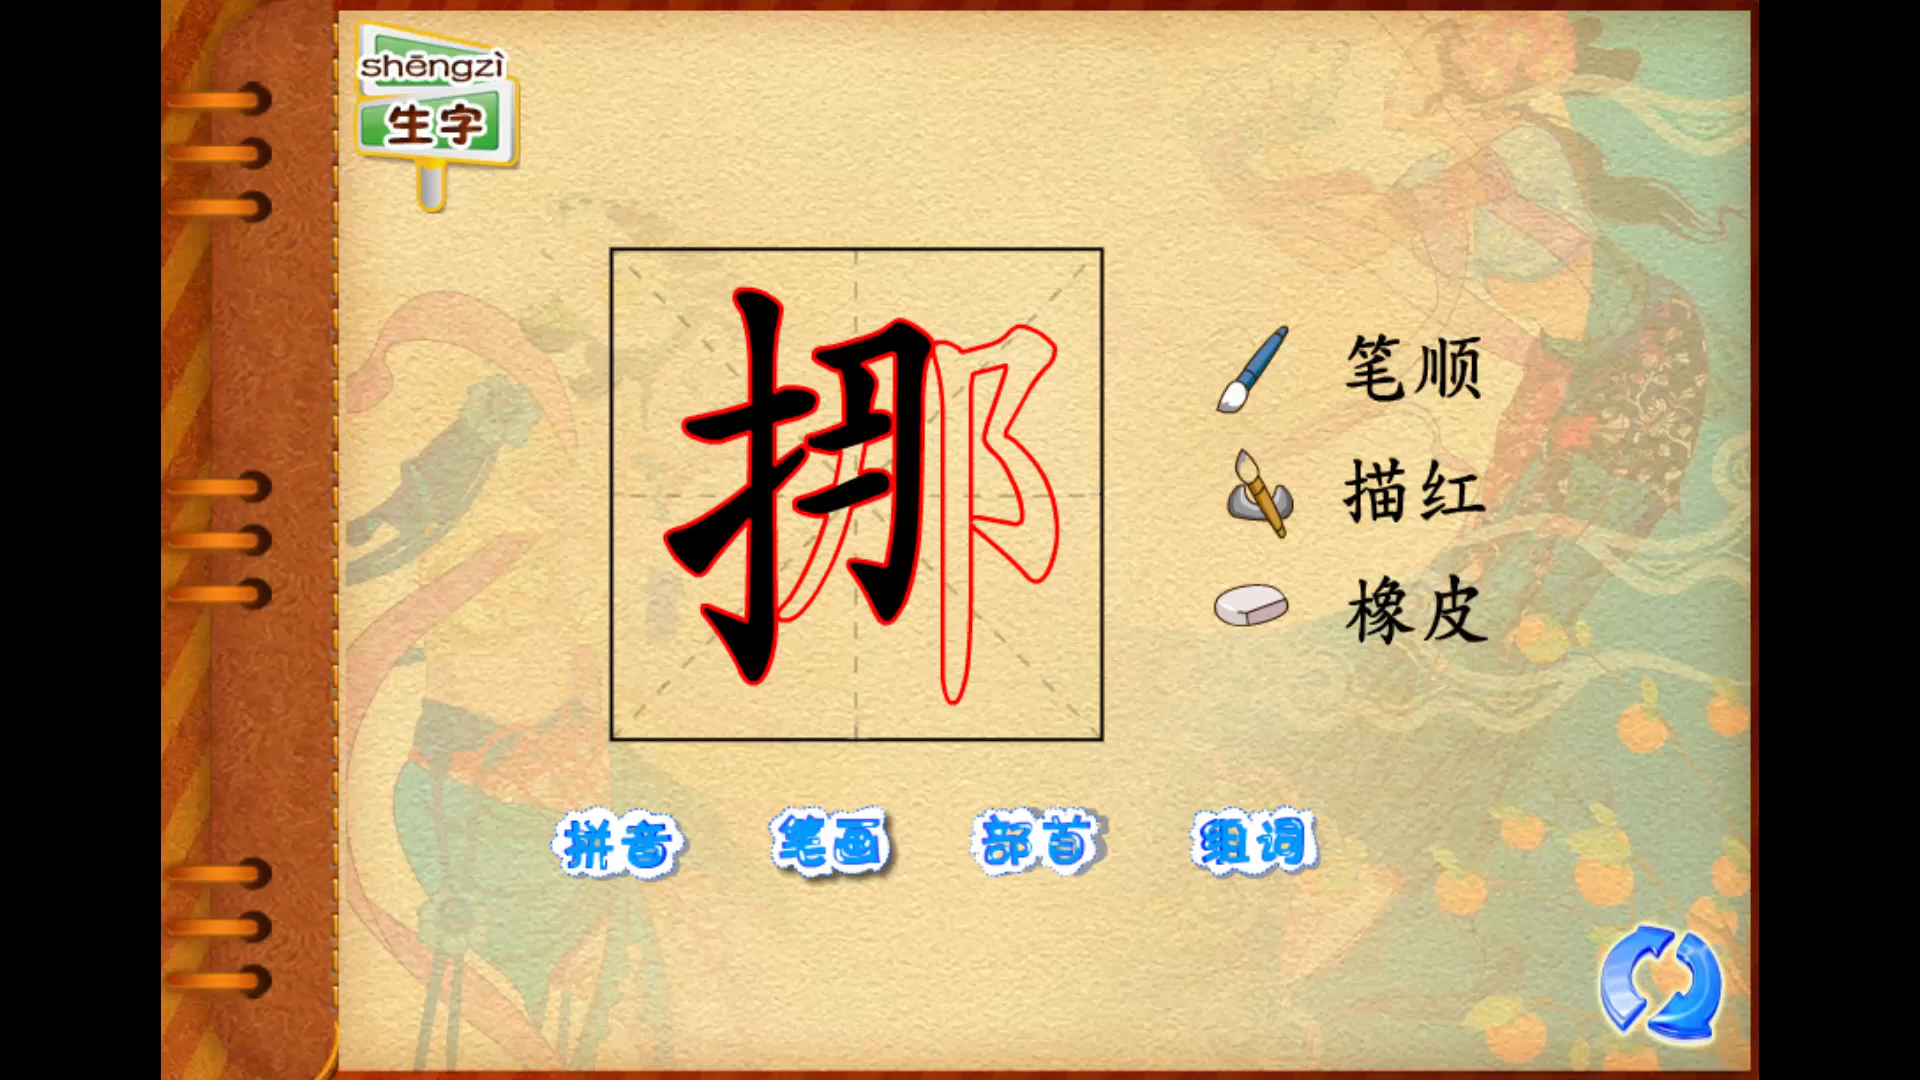 shēngzì
生字
挪
笔顺
描红
橡皮
拼音 笔画 部首 组词